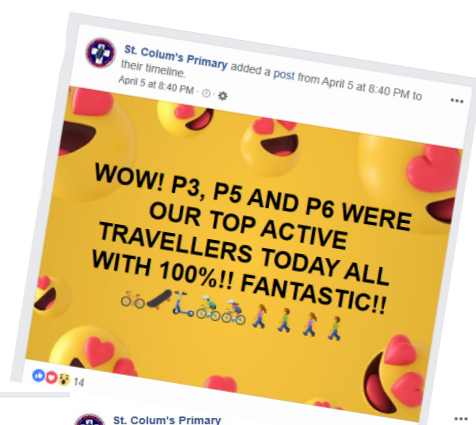 St. Colum's Primary added a post from April 5 at 8:40 PM to
their timeline.
April 5 at 8:40 PM
WOW! P3, P5 AND P6 WERE
OUR TOP ACTIVE
TRAVELLERS TODAY ALL
WITH 100%!! FANTASTIC!!
14
St. Colum's Primary